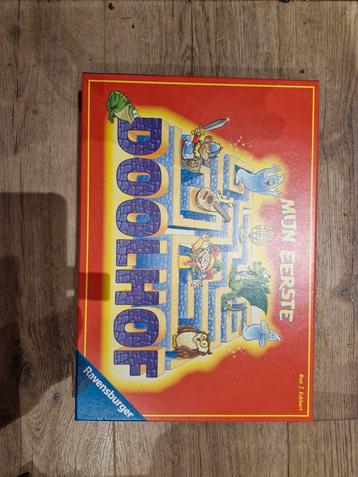 MIJN EERSTE
DOOLHOF
Max J. Kobbert
Ravensburger